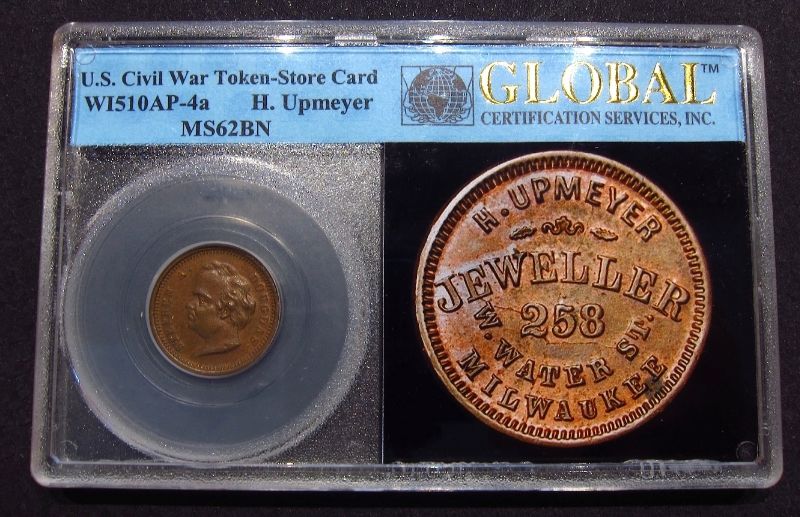 U.S. Civil War Token-Store Card
WI510AP-4a H. Upmeyer
MS62BN
GLOBAL™
CERTIFICATION SERVICES, INC.
H. UPMEYER
JEWELLER
258
W. WATER ST.
MILWAUKEE